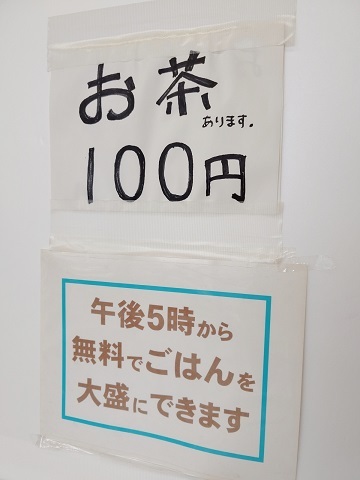 お茶
あります。
100円
午後5時から
無料でごはんを
大盛にできます